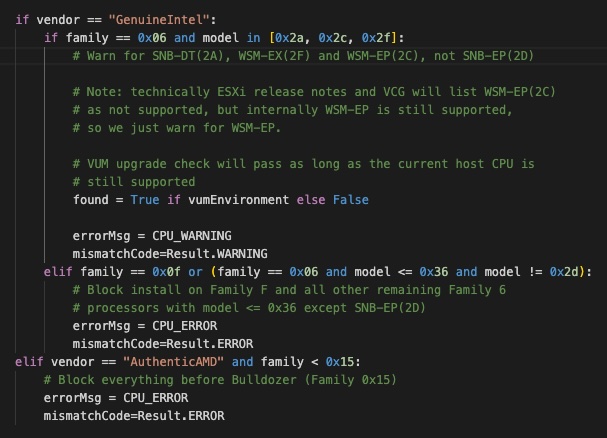 if vendor == "GenuineIntel":
if family == 0x06 and model in [0x2a, 0x2c, 0x2f]:
# Warn for SNB-DT(2A), WSM-EX(2F) and WSM-EP(2C), not SNB-EP(2D)
# Note: technically ESXi release notes and VCG will list WSM-EP(2C)
# as not supported, but internally WSM-EP is still supported,
# so we just warn for WSM-EP.
# VUM upgrade check will pass as long as the current host CPU is
# still supported
found = True if vumEnvironment else False
errorMsg = CPU_WARNING
mismatchCode=Result.WARNING
elif family == 0x0f or (family == 0x06 and model <= 0x36 and model != 0x2d):
# Block install on Family F and all other remaining Family 6
# processors with model <= 0x36 except SNB-EP(2D)
errorMsg = CPU_ERROR
mismatchCode=Result.ERROR
elif vendor == "AuthenticAMD" and family < 0x15:
# Block everything before Bulldozer (Family 0x15)
errorMsg = CPU_ERROR
mismatchCode=Result.ERROR